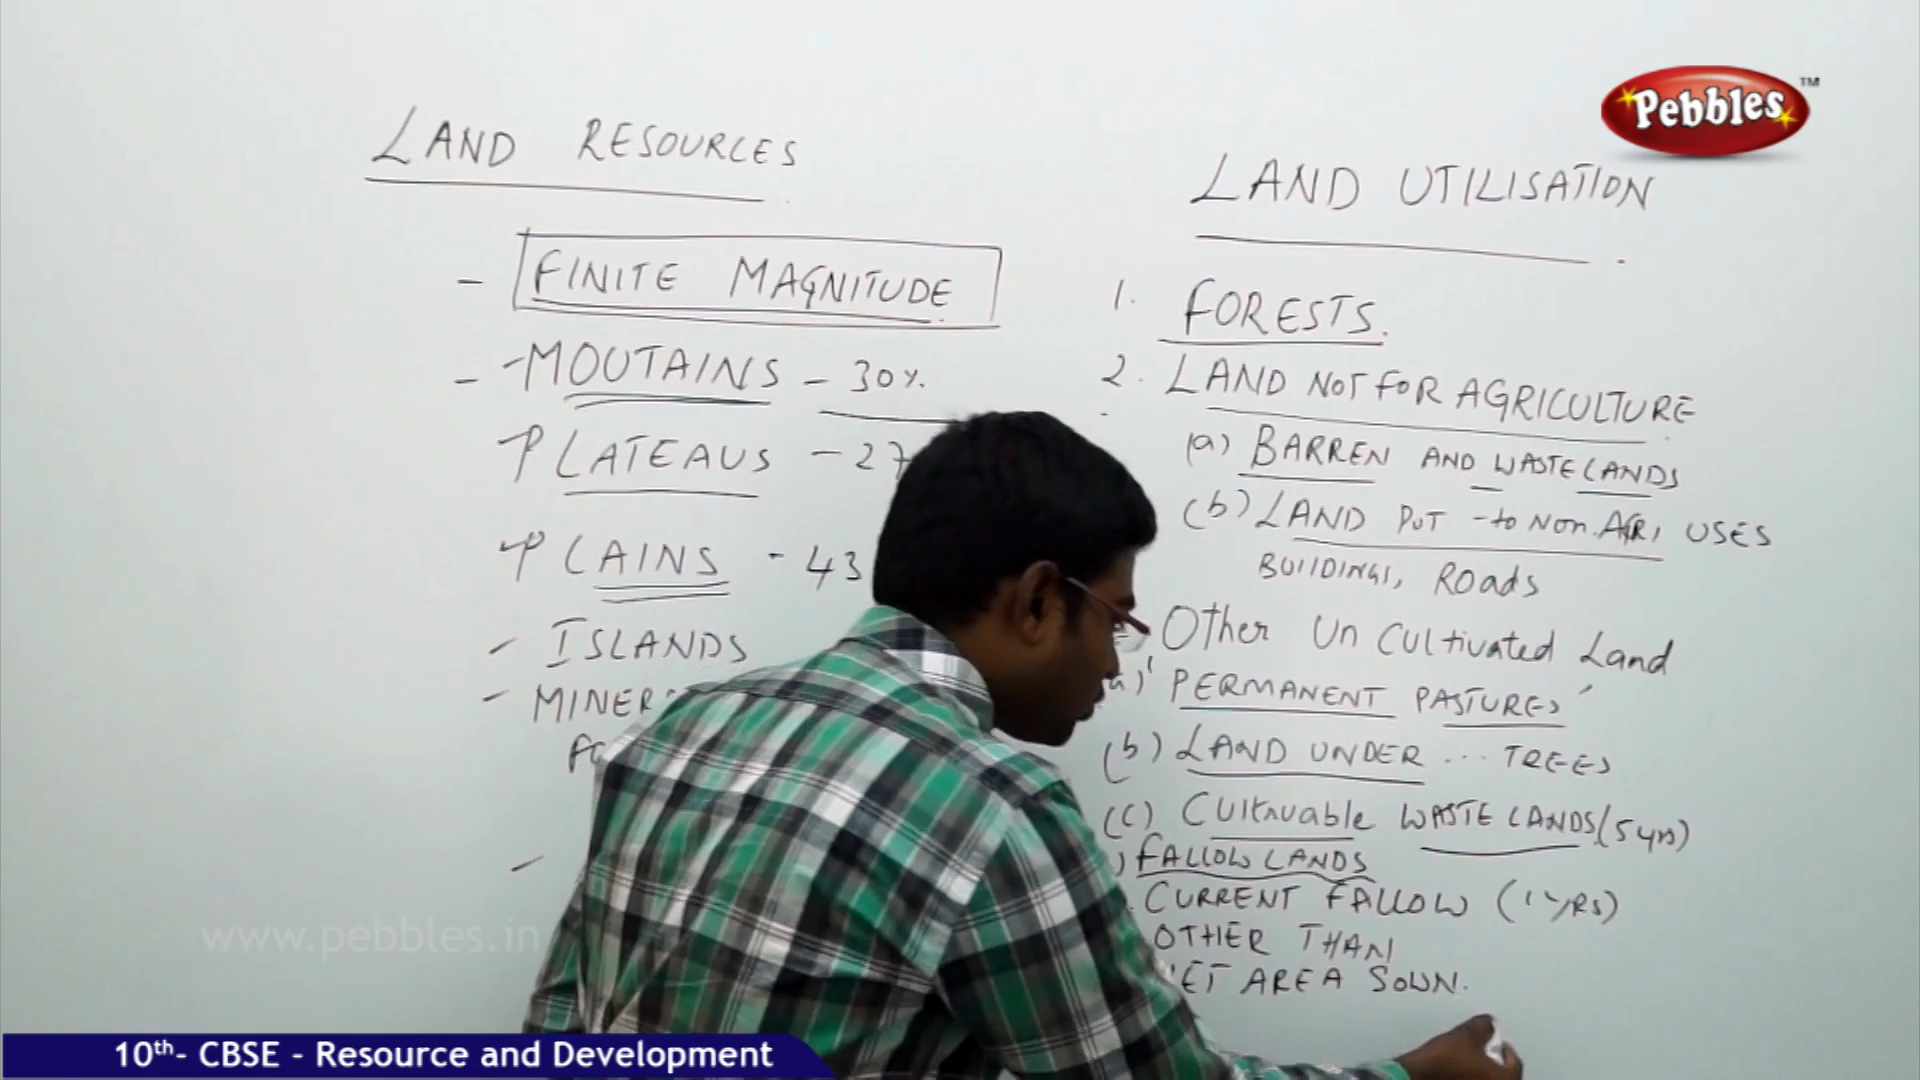 Pebbles™
LAND RESOURCES
- FINITE MAGNITUDE
- - MOUTAINS - 30%.
PLATEAUS - 27
PLAINS - 43
- ISLANDS
- MINER
-
LAND UTILISATION
1. FORESTS.
2. LAND NOT FOR AGRICULTURE
(a) BARREN AND WASTE LANDS
(b) LAND PUT -to NON.AGRI USES
BUILDINGS, ROADS
Other Un Cultivated Land
a) 'PERMANENT PASTURES'
(b) LAND UNDER ... TREES
(C) Cultivable WASTE LANDS (5 yrs)
) FALLOW LANDS
. CURRENT FALLOW (1 YRS)
OTHER THAN
ET AREA SOWN.
www.pebbles.in
10th- CBSE - Resource and Development